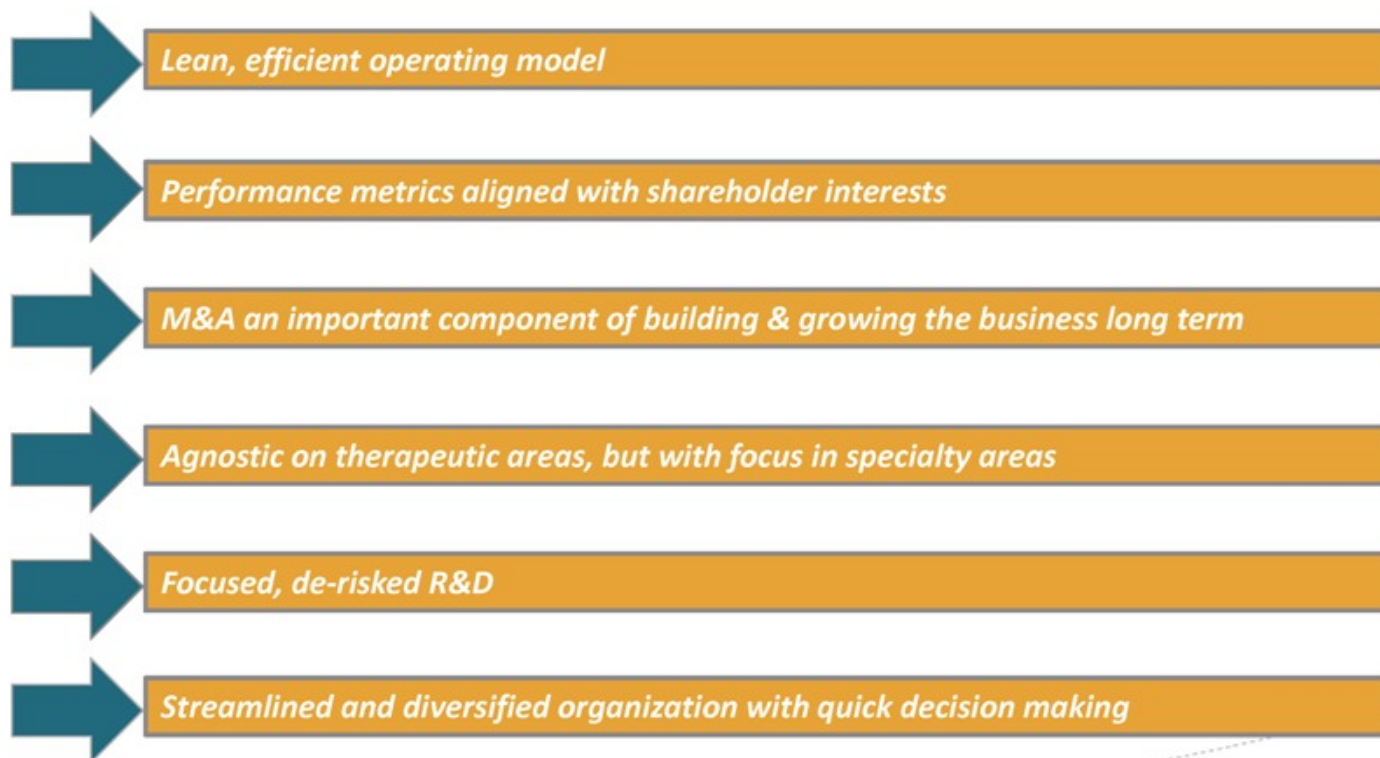 Lean, efficient operating model
Performance metrics aligned with shareholder interests
M&A an important component of building & growing the business long term
Agnostic on therapeutic areas, but with focus in specialty areas
Focused, de-risked R&D
Streamlined and diversified organization with quick decision making